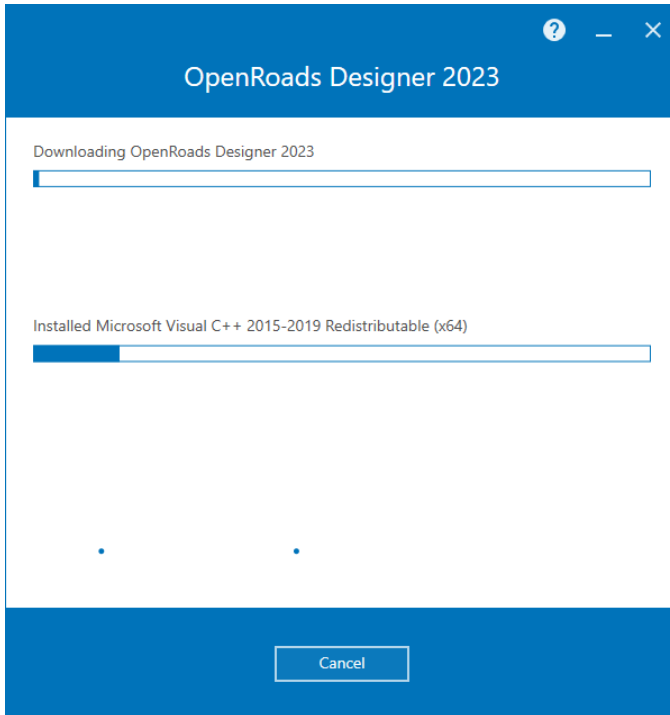 ?
OpenRoads Designer 2023
Downloading OpenRoads Designer 2023
Installed Microsoft Visual C++ 2015-2019 Redistributable (x64)
Cancel